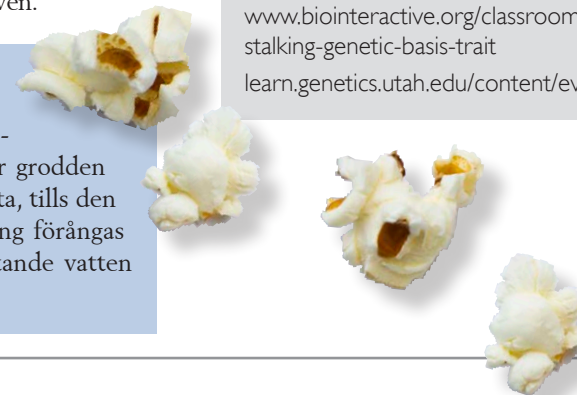 ven.
www.biointeractive.org/classroom
stalking-genetic-basis-trait
learn.genetics.utah.edu/content/ev
-
r grodden
ta, tills den
ng förångas
tande vatten